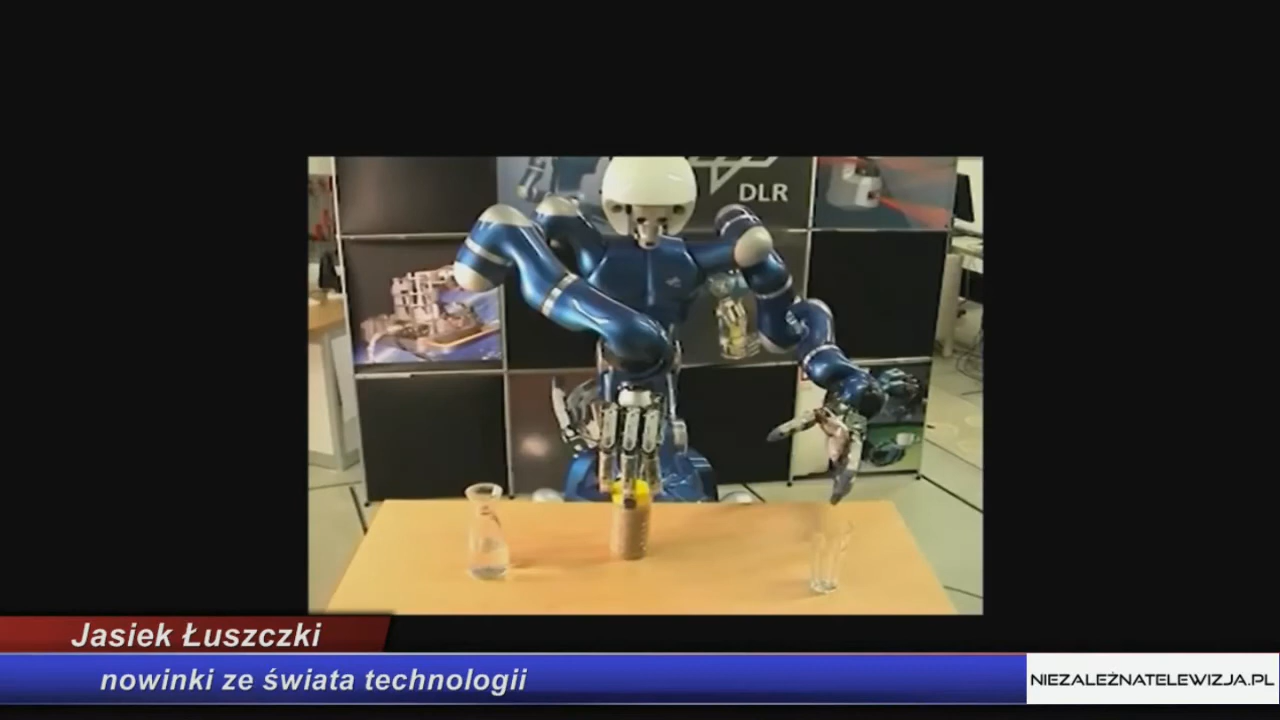 DLR
Jasiek Łuszczki
nowinki ze świata technologii
NIEZALEŻNATELEWIZJA.PL